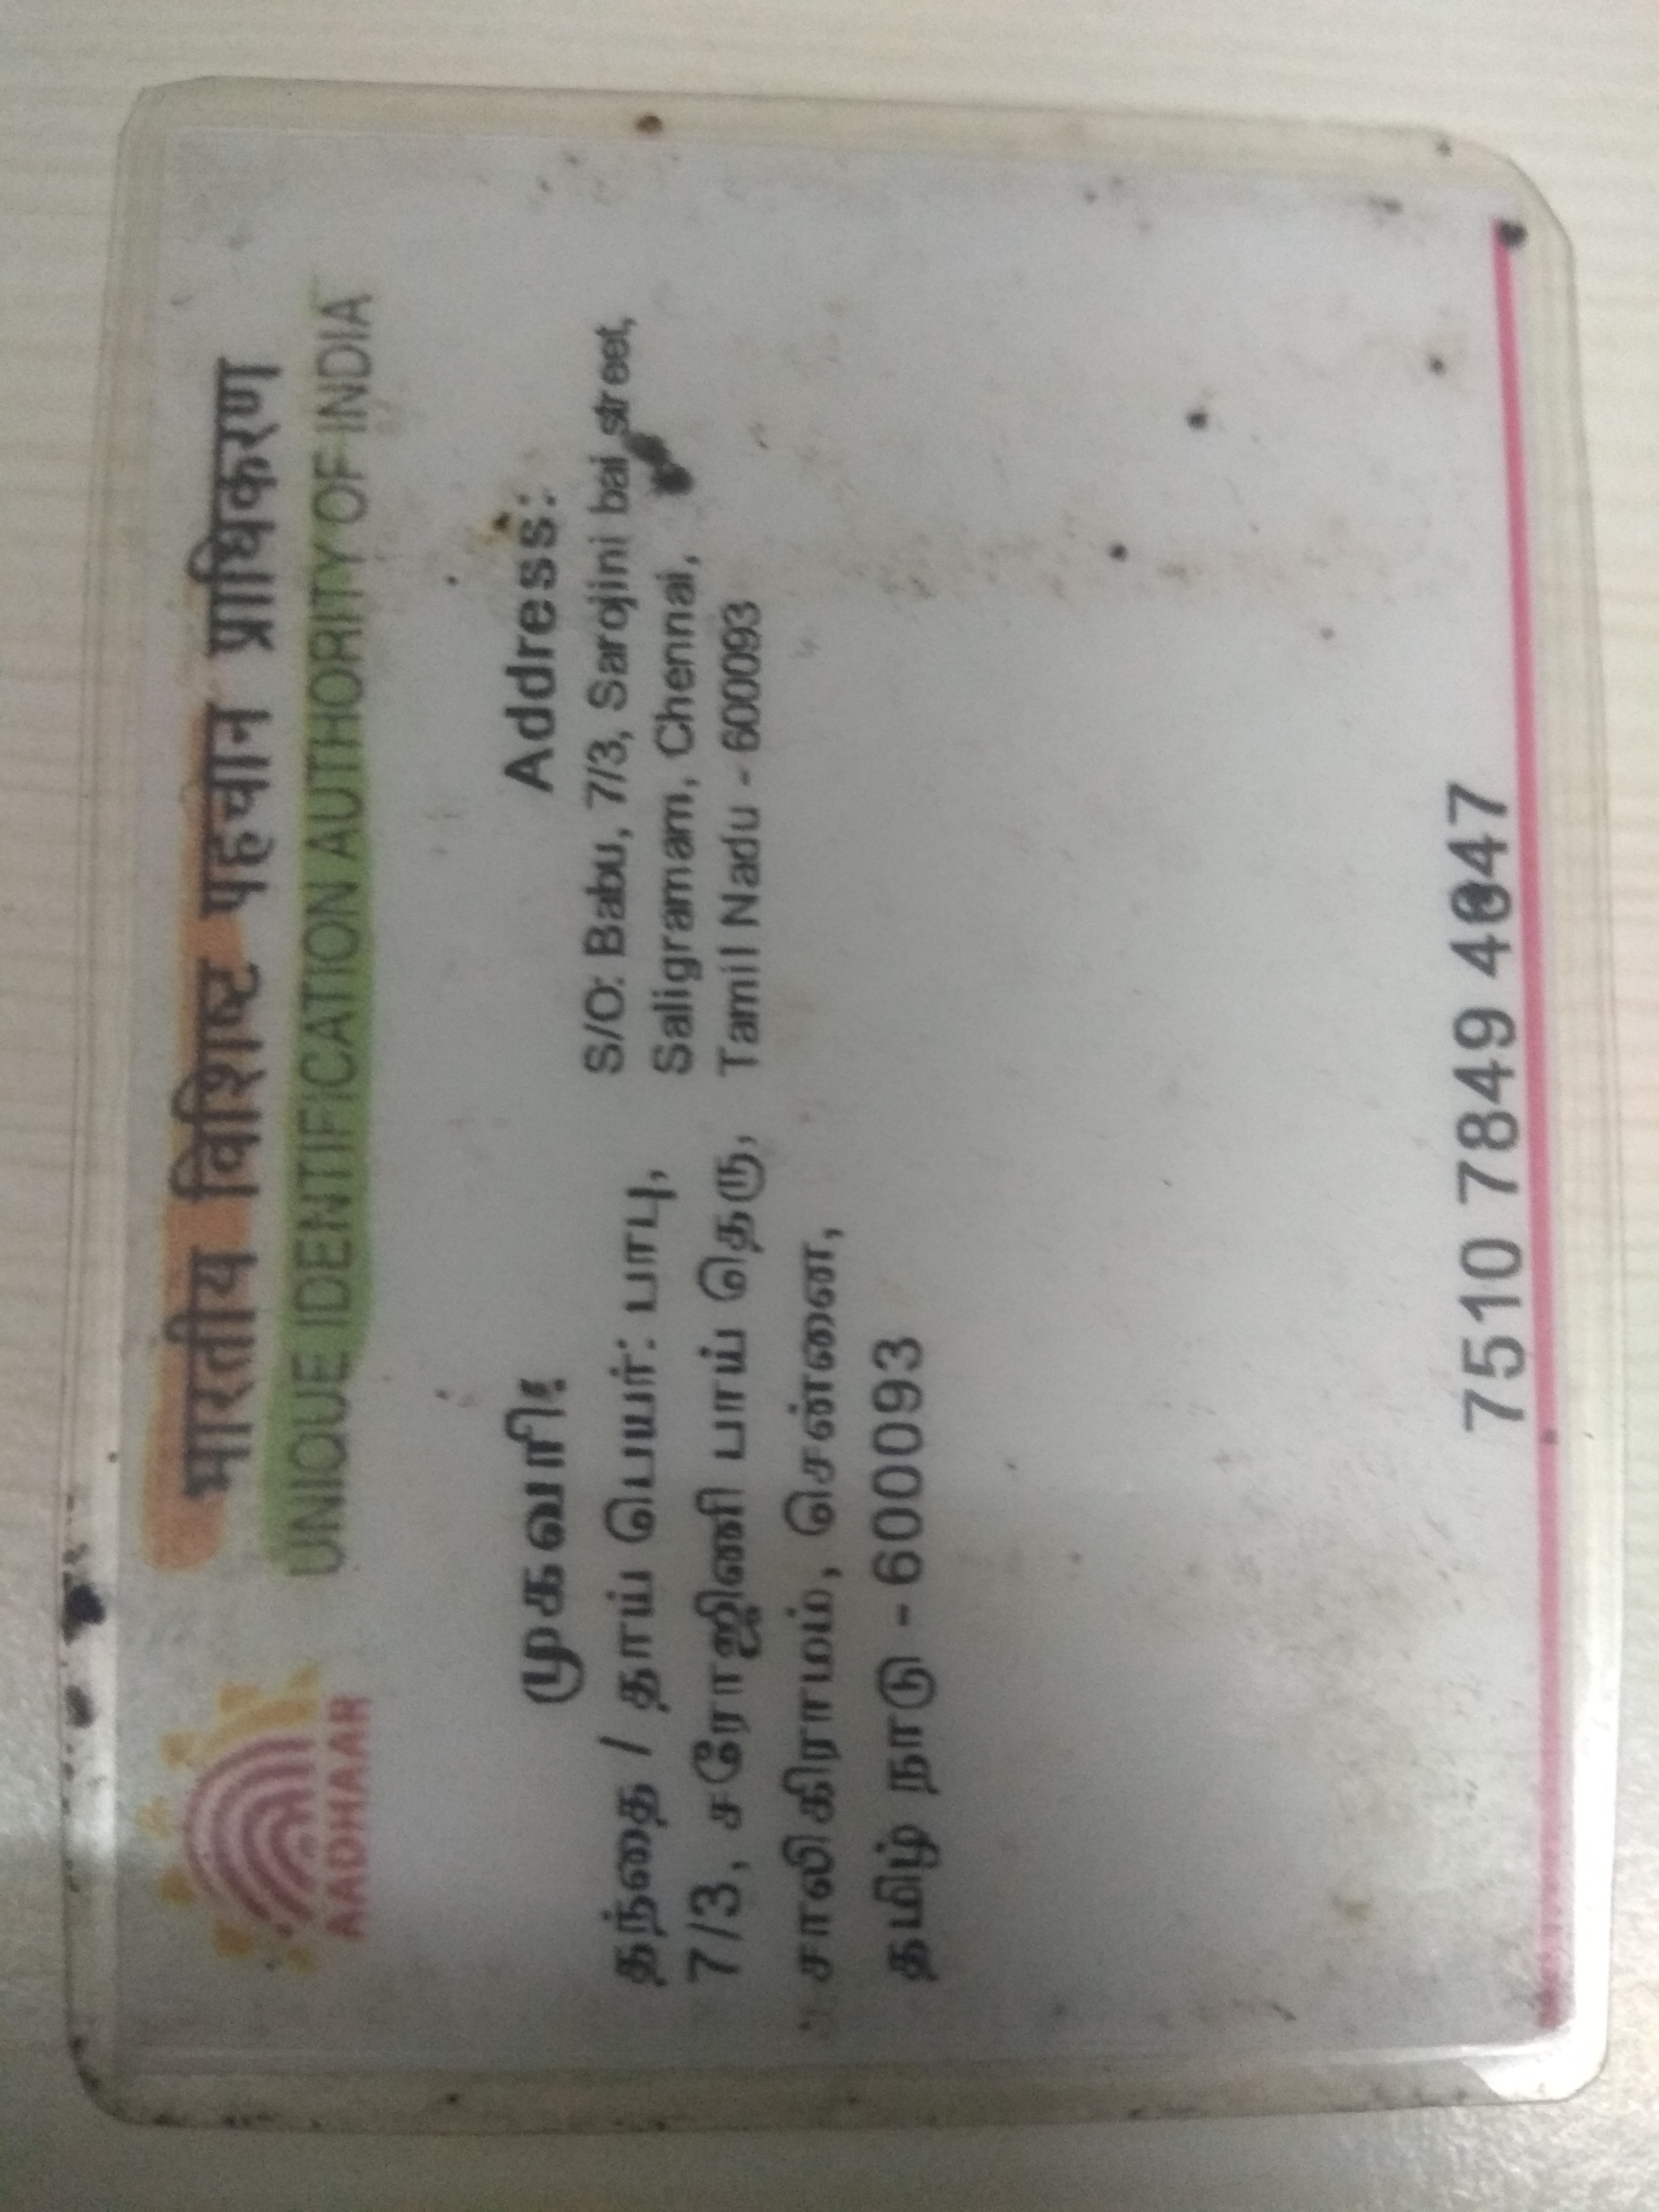 भारतीय विशिष्ट पहचान प्राधिकरण
UNIQUE IDENTIFICATION AUTHORITY OF INDIA
AADHAAR
முகவரி:
தந்தை / தாய் பெயர்: பாபு,
7/3, சரோஜினி பாய் தெரு,
சாலிகிராமம், சென்னை,
தமிழ் நாடு - 600093
Address:
S/O: Babu, 7/3, Sarojini bai street,
Saligramam, Chennai,
Tamil Nadu - 600093
7510 7849